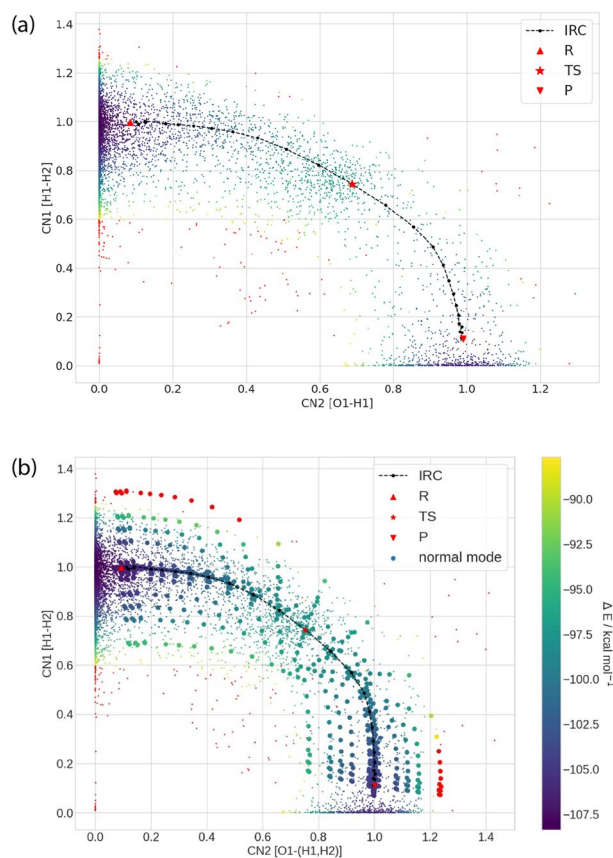 (a)
1.4
1.2
1.0
0.8
0.6
0.4
0.2
0.0
CN1 [H1-H2]
IRC
R
TS
P
0.0 0.2 0.4 0.6 0.8 1.0 1.2
CN2 [O1-H1]
(b)
1.4
1.2
1.0
0.8
0.6
0.4
0.2
0.0
CN1 [H1-H2]
IRC
R
TS
P
normal mode
0.0 0.2 0.4 0.6 0.8 1.0 1.2 1.4
CN2 [O1-(H1,H2)]
−90.0
−92.5
−95.0
−97.5
−100.0
−102.5
−105.0
−107.5
Δ E / kcal mol⁻¹